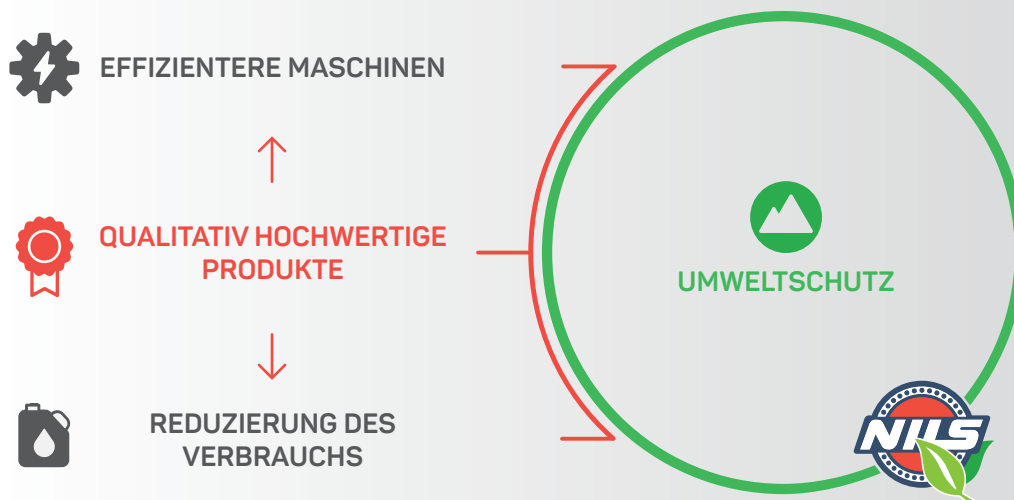 EFFIZIENTERE MASCHINEN
QUALITATIV HOCHWERTIGE
PRODUKTE
REDUZIERUNG DES
VERBRAUCHS
UMWELTSCHUTZ
NILS